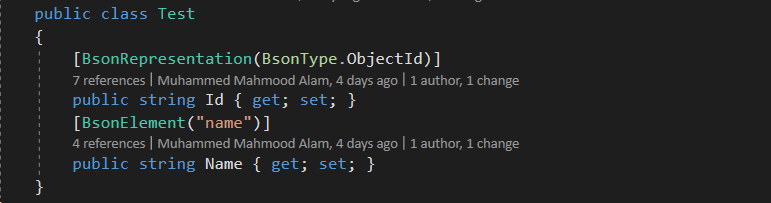 public class Test
{
[BsonRepresentation(BsonType.ObjectId)]
7 references | Muhammed Mahmood Alam, 4 days ago | 1 author, 1 change
public string Id { get; set; }
[BsonElement("name")]
4 references | Muhammed Mahmood Alam, 4 days ago | 1 author, 1 change
public string Name { get; set; }
}